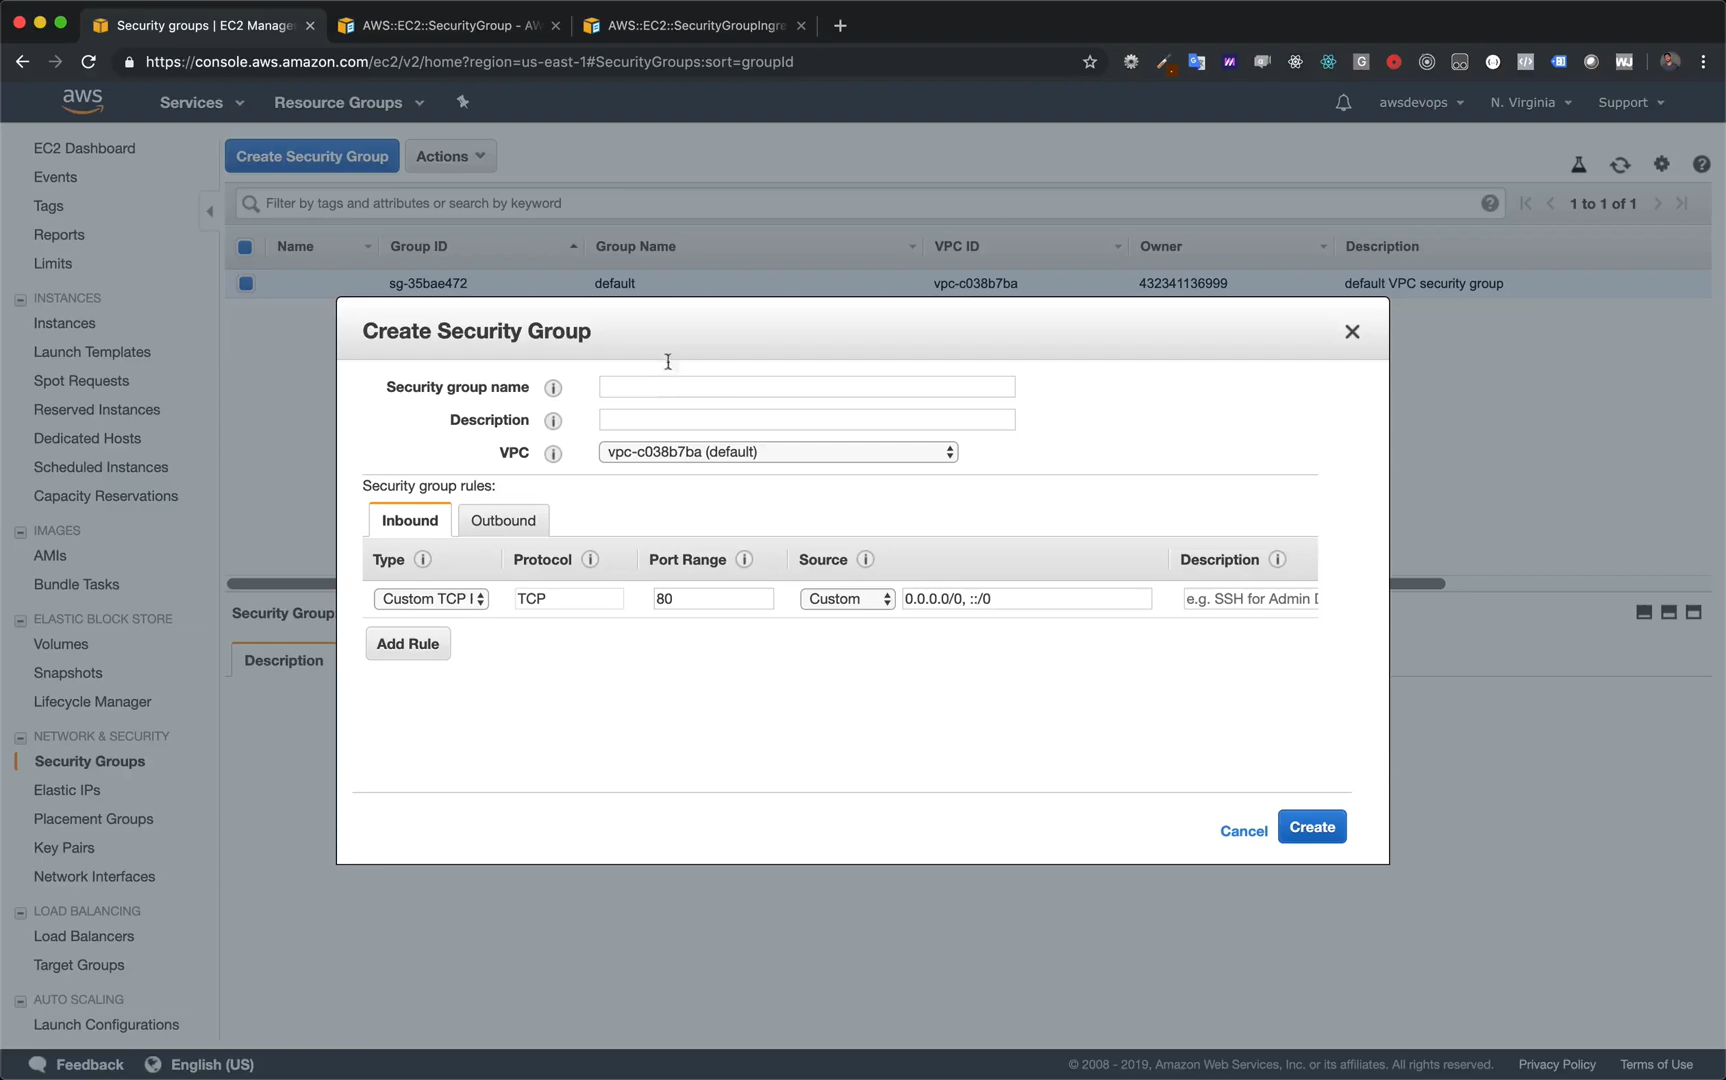 Security groups | EC2 Manage
AWS::EC2::SecurityGroup - AW
AWS::EC2::SecurityGroupIngre
https://console.aws.amazon.com/ec2/v2/home?region=us-east-1#SecurityGroups:sort=groupId
aws
Services
Resource Groups
awsdevops
N. Virginia
Support
EC2 Dashboard
Events
Tags
Reports
Limits
INSTANCES
Instances
Launch Templates
Spot Requests
Reserved Instances
Dedicated Hosts
Scheduled Instances
Capacity Reservations
IMAGES
AMIs
Bundle Tasks
ELASTIC BLOCK STORE
Volumes
Snapshots
Lifecycle Manager
NETWORK & SECURITY
Security Groups
Elastic IPs
Placement Groups
Key Pairs
Network Interfaces
LOAD BALANCING
Load Balancers
Target Groups
AUTO SCALING
Launch Configurations
Create Security Group
Actions
Filter by tags and attributes or search by keyword
1 to 1 of 1
Name Group ID Group Name VPC ID Owner Description
sg-35bae472 default vpc-c038b7ba 432341136999 default VPC security group
Security Group
Description
Create Security Group
Security group name
Description
VPC vpc-c038b7ba (default)
Security group rules:
Inbound Outbound
Type Protocol Port Range Source Description
Custom TCP TCP 80 Custom 0.0.0.0/0, ::/0 e.g. SSH for Admin D
Add Rule
Cancel Create
Feedback English (US)
© 2008 - 2019, Amazon Web Services, Inc. or its affiliates. All rights reserved. Privacy Policy Terms of Use